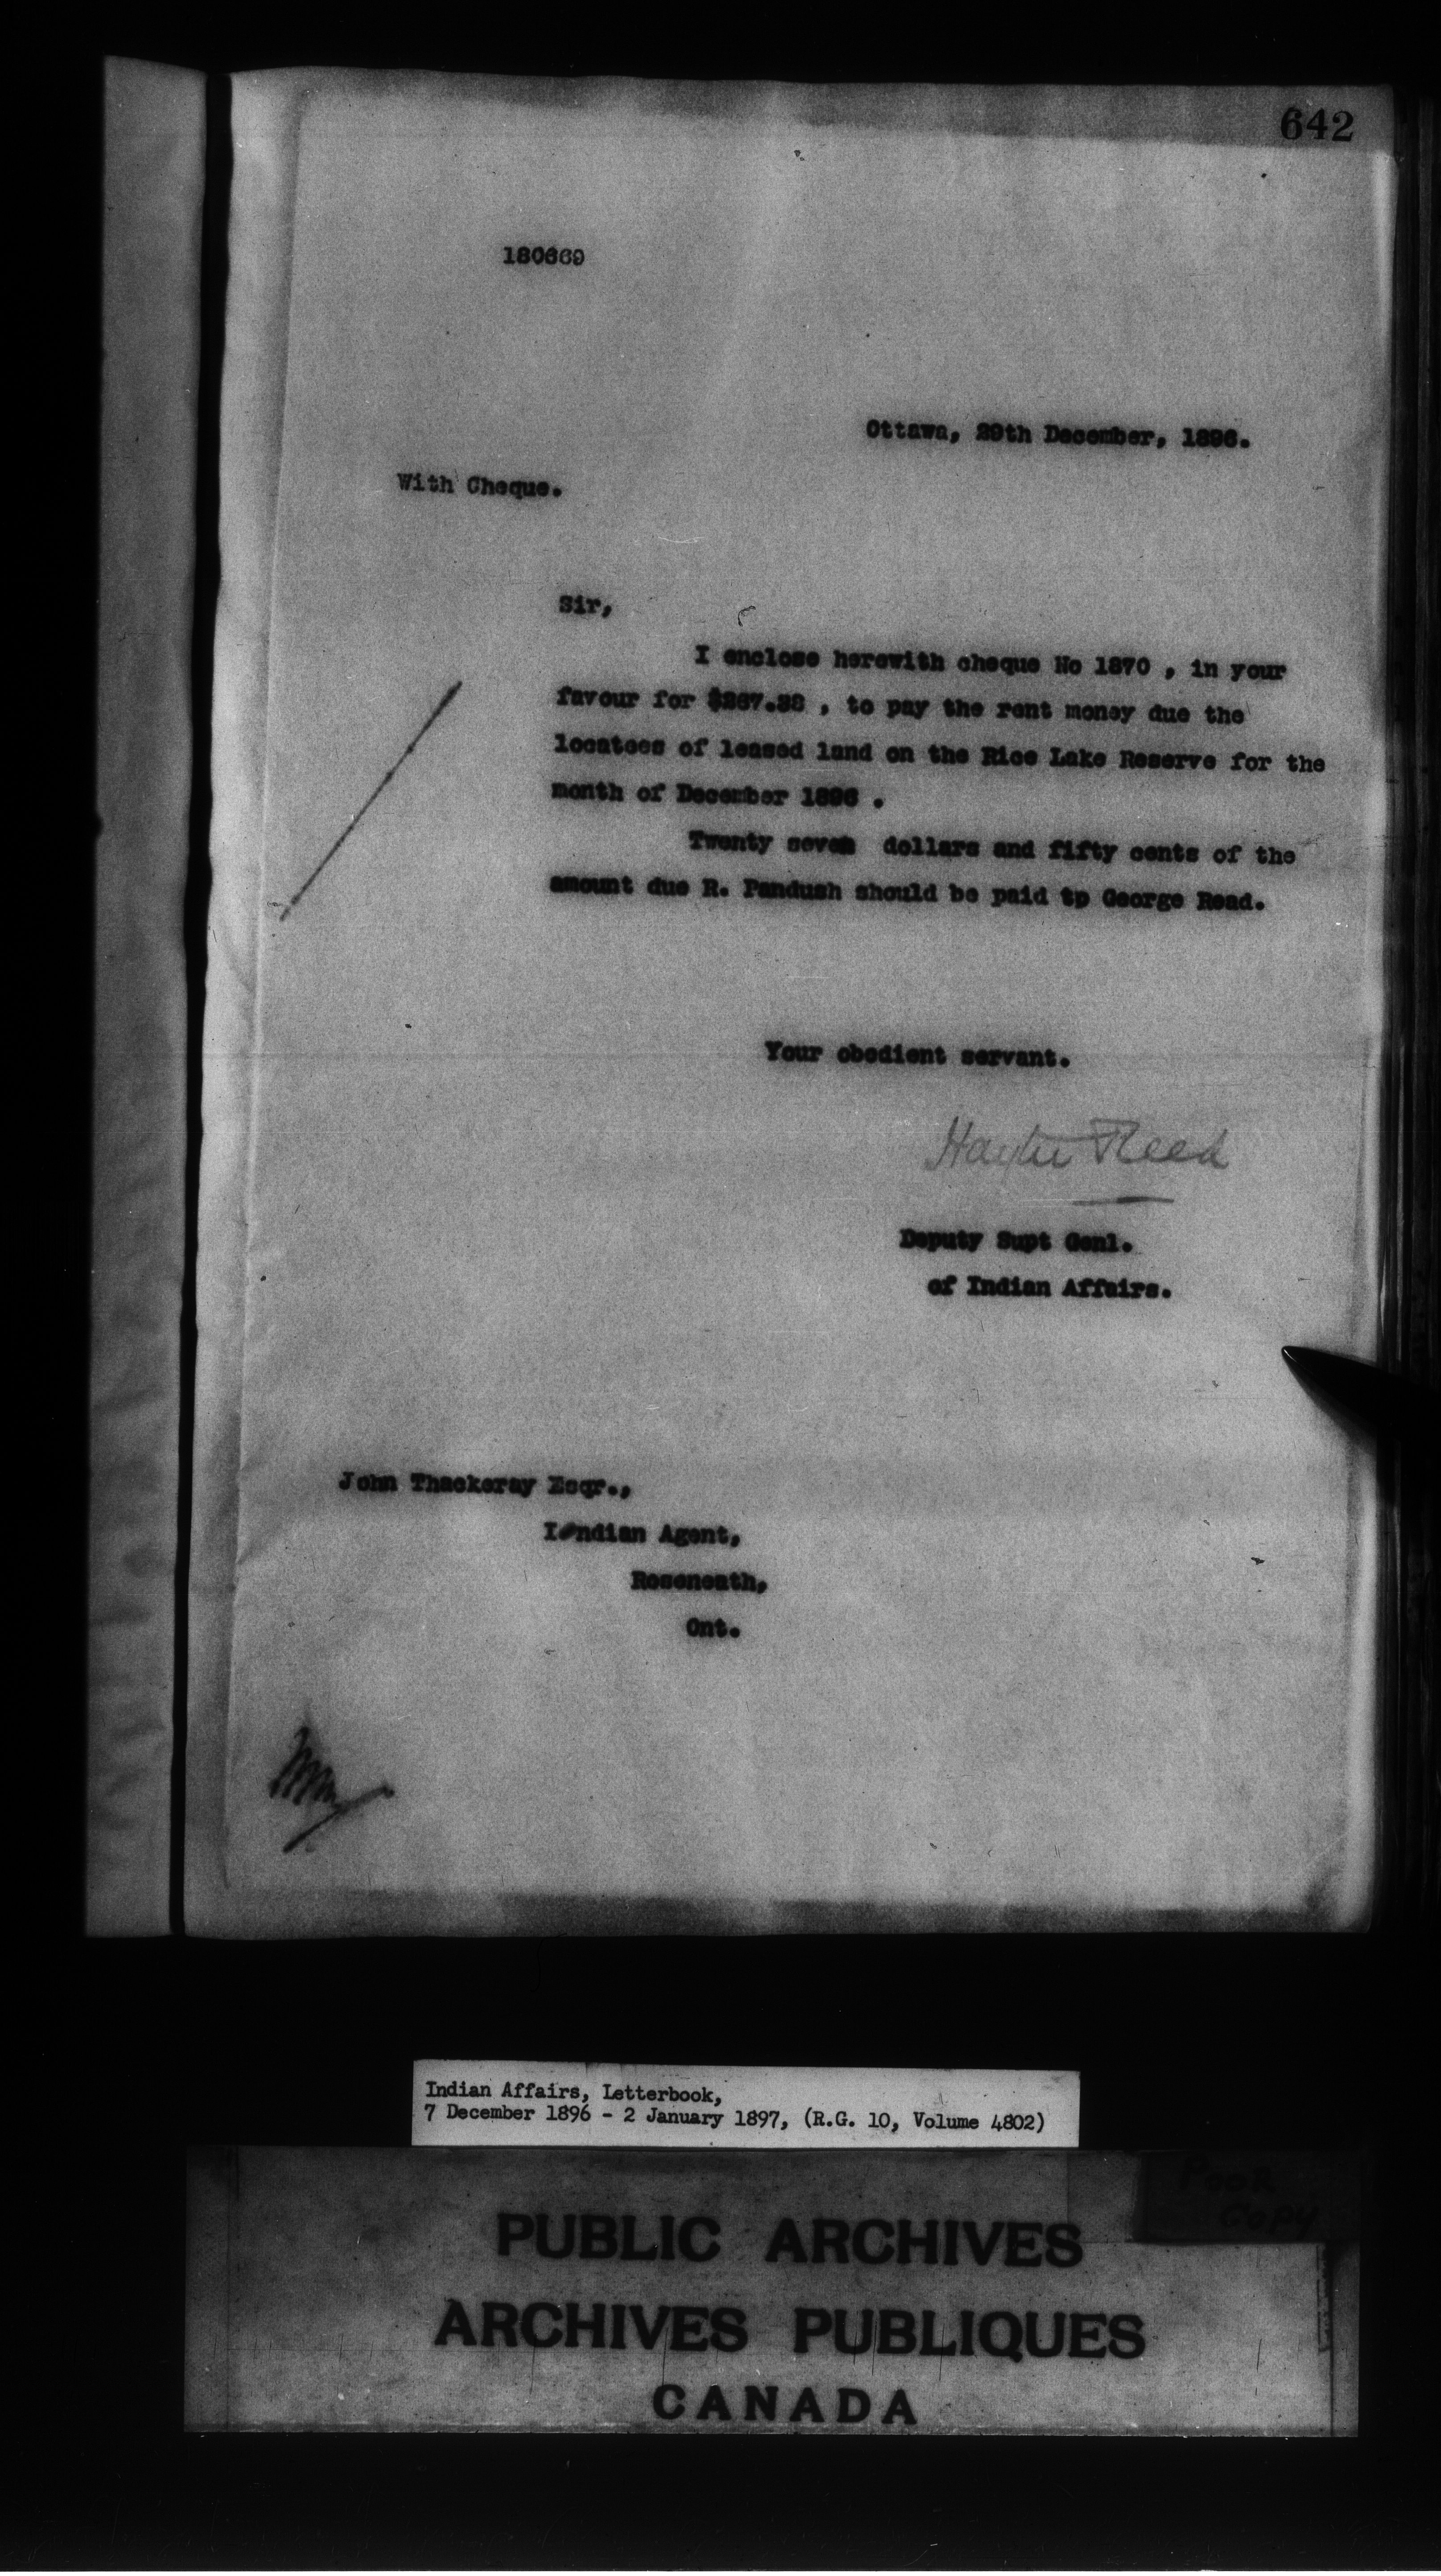 642
180669
Ottawa, 29th December, 1896.
With Cheque.
Sir,
I enclose herewith cheque No 1870 , in your
favour for $267.38 , to pay the rent money due the
locatees of leased land on the Rice Lake Reserve for the
month of December 1896 .
Twenty seven dollars and fifty cents of the
amount due R. Pandush should be paid tp George Read.
Your obedient servant.
Hayter Reed
Deputy Supt Genl.
of Indian Affairs.
John Thackeray Esqr.,
Indian Agent,
Roseneath,
Ont.
Indian Affairs, Letterbook,
7 December 1896 - 2 January 1897, (R.G. 10, Volume 4802)
Poor
Copy
PUBLIC ARCHIVES
ARCHIVES PUBLIQUES
CANADA